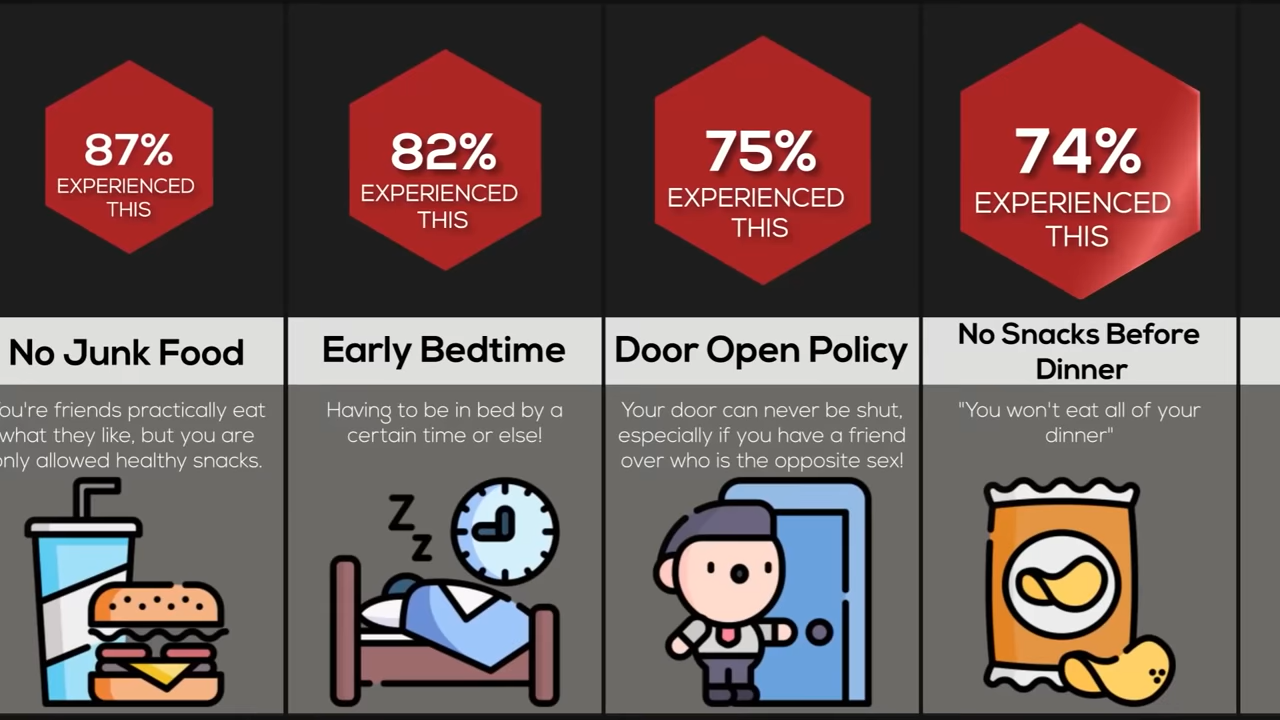 87%
EXPERIENCED
THIS
No Junk Food
ou're friends practically eat
what they like, but you are
only allowed healthy snacks.
82%
EXPERIENCED
THIS
Early Bedtime
Having to be in bed by a
certain time or else!
Z
z
75%
EXPERIENCED
THIS
Door Open Policy
Your door can never be shut,
especially if you have a friend
over who is the opposite sex!
74%
EXPERIENCED
THIS
No Snacks Before
Dinner
"You won't eat all of your
dinner"